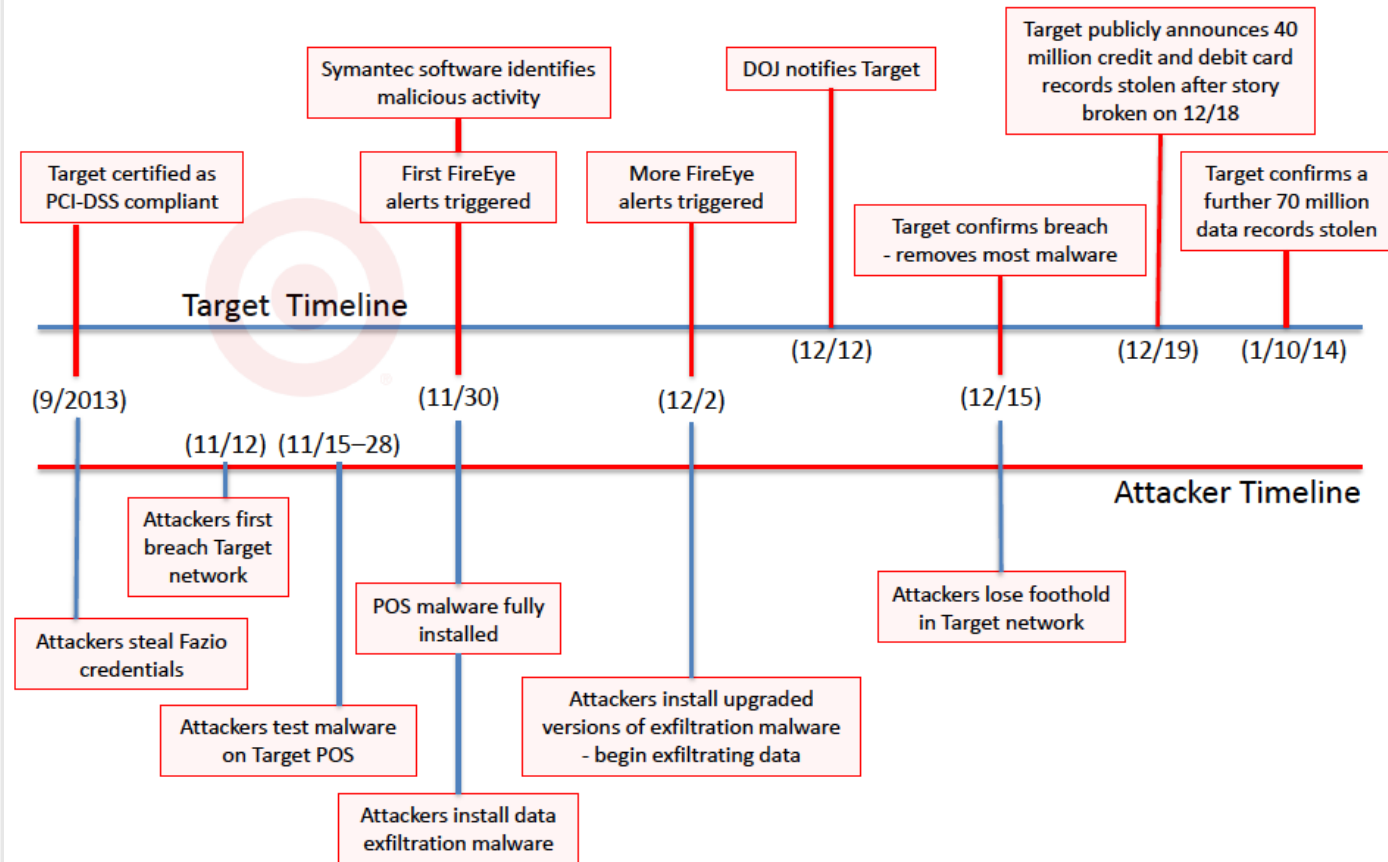 Target publicly announces 40
million credit and debit card
records stolen after story
broken on 12/18
Symantec software identifies
malicious activity
DOJ notifies Target
Target certified as
PCI-DSS compliant
First FireEye
alerts triggered
More FireEye
alerts triggered
Target confirms a
further 70 million
data records stolen
Target confirms breach
- removes most malware
Target Timeline
(12/12)
(12/19)
(1/10/14)
(9/2013)
(11/30)
(12/2)
(12/15)
(11/12)
(11/15–28)
Attacker Timeline
Attackers first
breach Target
network
POS malware fully
installed
Attackers lose foothold
in Target network
Attackers steal Fazio
credentials
Attackers test malware
on Target POS
Attackers install upgraded
versions of exfiltration malware
- begin exfiltrating data
Attackers install data
exfiltration malware